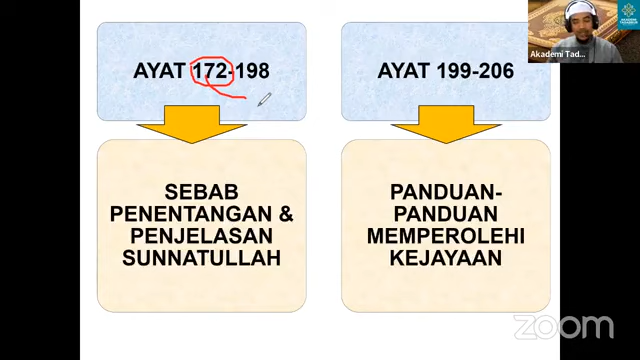 AYAT 172-198
AYAT 199-206
SEBAB
PENENTANGAN &
PENJELASAN
SUNNATULLAH
PANDUAN-
PANDUAN
MEMPEROLEHI
KEJAYAAN
Akademi Tad...
zoom